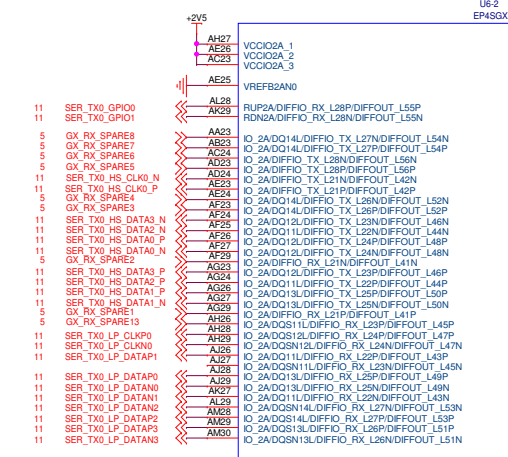 U6-2
EP4SGX
+2V5
AH27 VCCIO2A_1
AE26 VCCIO2A_2
AC23 VCCIO2A_3
AE25 VREFB2AN0
11 SER_TX0_GPIO0 AL28 RUP2A/DIFFIO_RX_L28P/DIFFOUT_L55P
11 SER_TX0_GPIO1 AK29 RDN2A/DIFFIO_RX_L28N/DIFFOUT_L55N
5 GX_RX_SPARE8 AA23 IO_2A/DQ14L/DIFFIO_TX_L27N/DIFFOUT_L54N
5 GX_RX_SPARE7 AB23 IO_2A/DQ14L/DIFFIO_TX_L27P/DIFFOUT_L54P
5 GX_RX_SPARE6 AC24 IO_2A/DIFFIO_TX_L28N/DIFFOUT_L56N
5 GX_RX_SPARE5 AD23 IO_2A/DIFFIO_TX_L28P/DIFFOUT_L56P
11 SER_TX0_HS_CLK0_N AD24 IO_2A/DIFFIO_TX_L21N/DIFFOUT_L42N
11 SER_TX0_HS_CLK0_P AE23 IO_2A/DIFFIO_TX_L21P/DIFFOUT_L42P
5 GX_RX_SPARE4 AE24 IO_2A/DQ14L/DIFFIO_TX_L26N/DIFFOUT_L52N
5 GX_RX_SPARE3 AF23 IO_2A/DQ14L/DIFFIO_TX_L26P/DIFFOUT_L52P
11 SER_TX0_HS_DATA3_N AF24 IO_2A/DQ12L/DIFFIO_TX_L23N/DIFFOUT_L46N
11 SER_TX0_HS_DATA2_N AF25 IO_2A/DQ11L/DIFFIO_TX_L22N/DIFFOUT_L44N
11 SER_TX0_HS_DATA0_P AF26 IO_2A/DQ12L/DIFFIO_TX_L24P/DIFFOUT_L48P
11 SER_TX0_HS_DATA0_N AF27 IO_2A/DQ12L/DIFFIO_TX_L24N/DIFFOUT_L48N
5 GX_RX_SPARE2 AF29 IO_2A/DIFFIO_RX_L21N/DIFFOUT_L41N
11 SER_TX0_HS_DATA3_P AG23 IO_2A/DQ12L/DIFFIO_TX_L23P/DIFFOUT_L46P
11 SER_TX0_HS_DATA2_P AG24 IO_2A/DQ11L/DIFFIO_TX_L22P/DIFFOUT_L44P
11 SER_TX0_HS_DATA1_P AG26 IO_2A/DQ13L/DIFFIO_TX_L25P/DIFFOUT_L50P
11 SER_TX0_HS_DATA1_N AG27 IO_2A/DQ13L/DIFFIO_TX_L25N/DIFFOUT_L50N
5 GX_RX_SPARE1 AG29 IO_2A/DIFFIO_RX_L21P/DIFFOUT_L41P
5 GX_RX_SPARE13 AH26 IO_2A/DQS11L/DIFFIO_RX_L23P/DIFFOUT_L45P
11 SER_TX0_LP_CLKP0 AH28 IO_2A/DQS12L/DIFFIO_RX_L24P/DIFFOUT_L47P
11 SER_TX0_LP_CLKN0 AH29 IO_2A/DQSN12L/DIFFIO_RX_L24N/DIFFOUT_L47N
11 SER_TX0_LP_DATAP1 AJ26 IO_2A/DQ11L/DIFFIO_RX_L22P/DIFFOUT_L43P
AJ27 IO_2A/DQSN11L/DIFFIO_RX_L23N/DIFFOUT_L45N
11 SER_TX0_LP_DATAP0 AJ28 IO_2A/DQ13L/DIFFIO_RX_L25P/DIFFOUT_L49P
11 SER_TX0_LP_DATAN0 AJ29 IO_2A/DQ13L/DIFFIO_RX_L25N/DIFFOUT_L49N
11 SER_TX0_LP_DATAN1 AK27 IO_2A/DQ11L/DIFFIO_RX_L22N/DIFFOUT_L43N
11 SER_TX0_LP_DATAN2 AL29 IO_2A/DQSN14L/DIFFIO_RX_L27N/DIFFOUT_L53N
11 SER_TX0_LP_DATAP2 AM28 IO_2A/DQS14L/DIFFIO_RX_L27P/DIFFOUT_L53P
11 SER_TX0_LP_DATAP3 AM29 IO_2A/DQS13L/DIFFIO_RX_L26P/DIFFOUT_L51P
11 SER_TX0_LP_DATAN3 AM30 IO_2A/DQSN13L/DIFFIO_RX_L26N/DIFFOUT_L51N